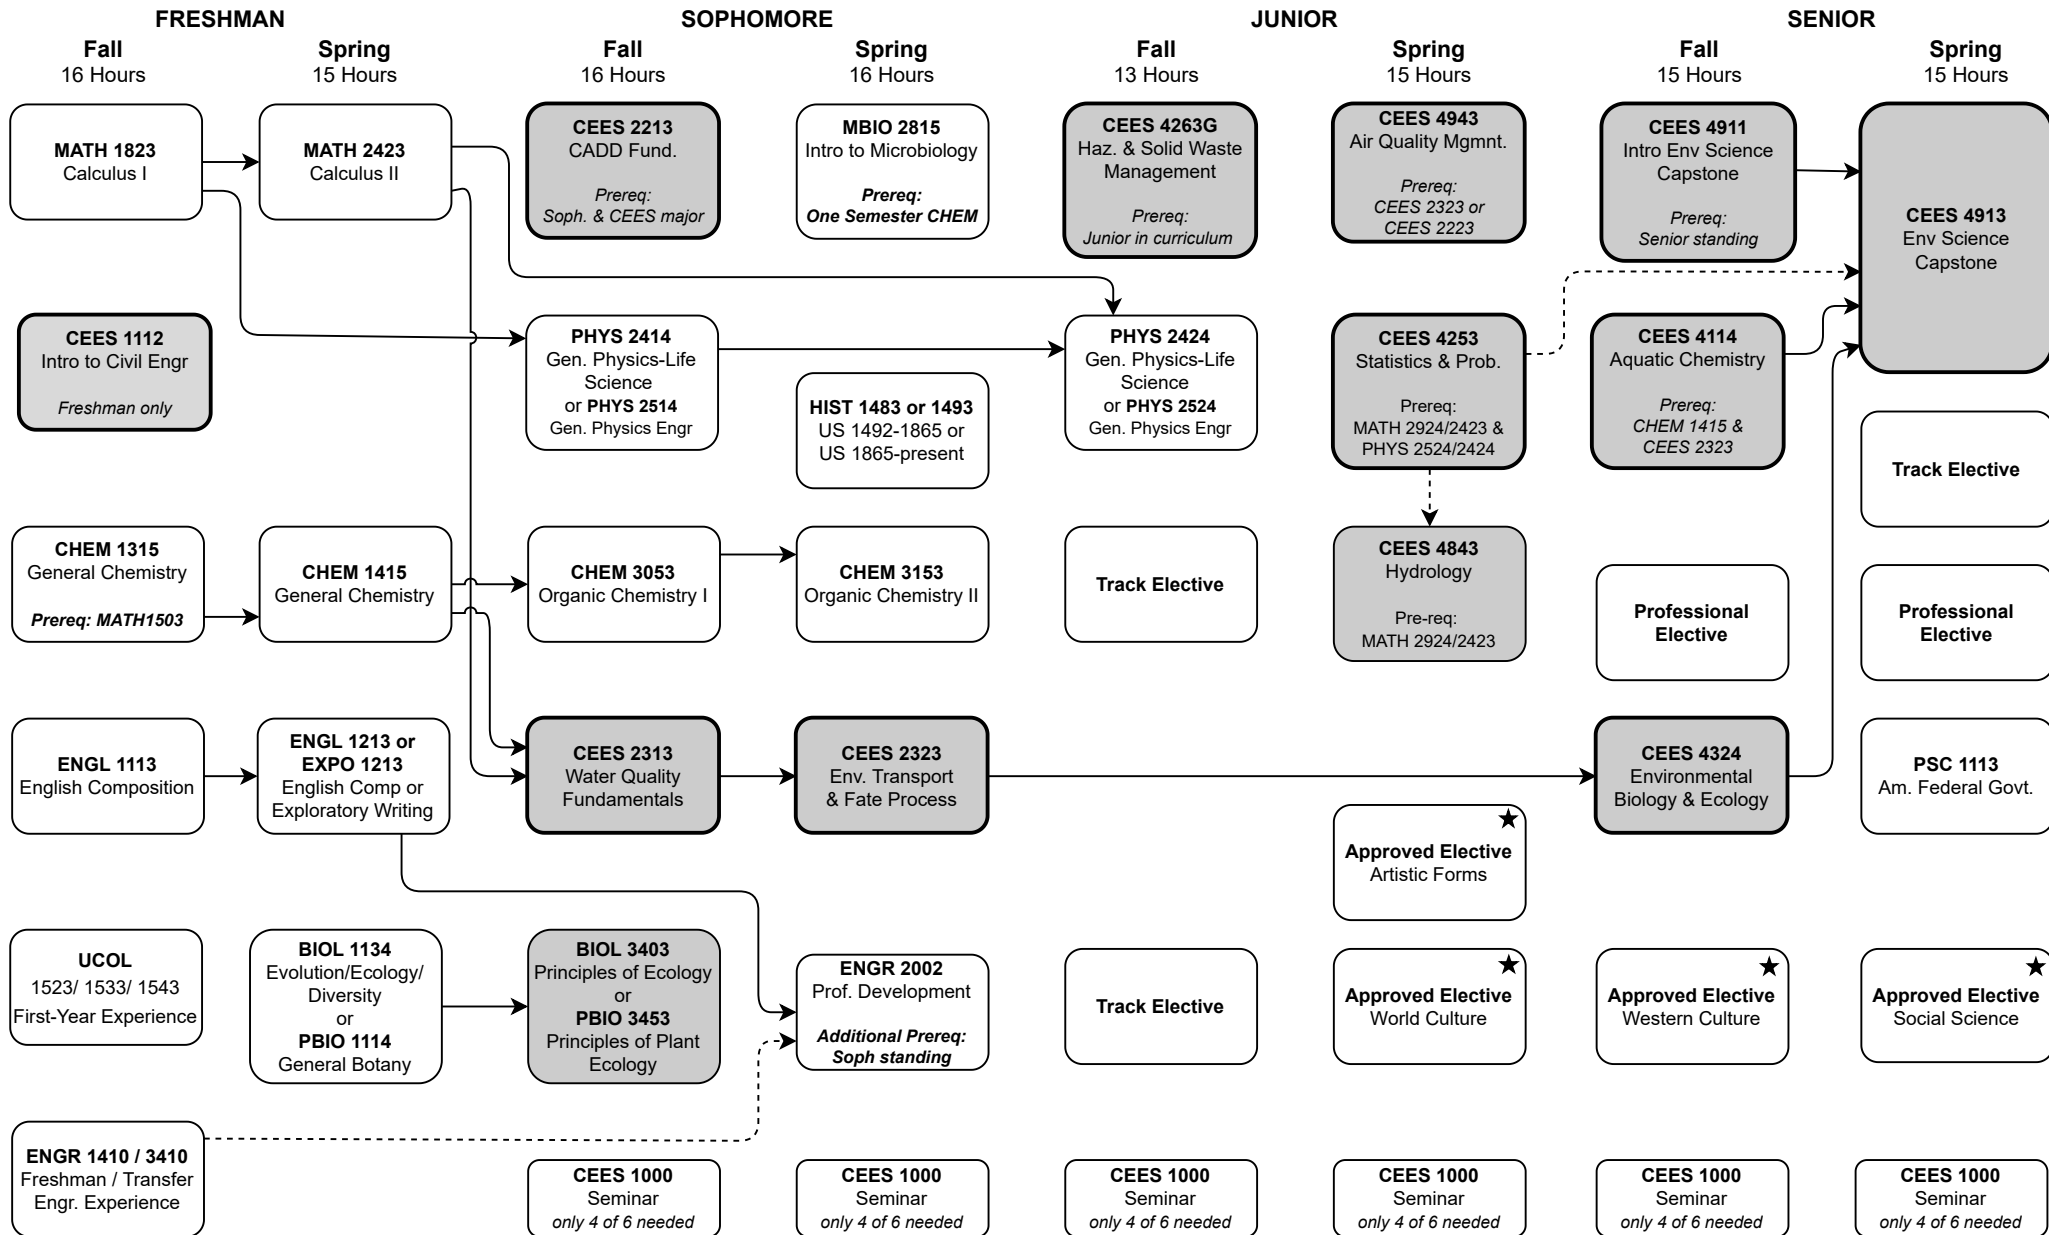 FRESHMAN
SOPHOMORE
JUNIOR
SENIOR
Fall
16 Hours
Spring
15 Hours
Fall
16 Hours
Spring
16 Hours
Fall
13 Hours
Spring
15 Hours
Fall
15 Hours
Spring
15 Hours
MATH 1823
Calculus I
MATH 2423
Calculus II
CEES 2213
CADD Fund.
Prereq:
Soph. & CEES major
MBIO 2815
Intro to Microbiology
Prereq:
One Semester CHEM
CEES 4263G
Haz. & Solid Waste
Management
Prereq:
Junior in curriculum
CEES 4943
Air Quality Mgmnt.
Prereq:
CEES 2323 or
CEES 2223
CEES 4911
Intro Env Science
Capstone
Prereq:
Senior standing
CEES 4913
Env Science
Capstone
CEES 1112
Intro to Civil Engr
Freshman only
PHYS 2414
Gen. Physics-Life
Science
or PHYS 2514
Gen. Physics Engr
HIST 1483 or 1493
US 1492-1865 or
US 1865-present
PHYS 2424
Gen. Physics-Life
Science
or PHYS 2524
Gen. Physics Engr
CEES 4253
Statistics & Prob.
Prereq:
MATH 2924/2423 &
PHYS 2524/2424
CEES 4114
Aquatic Chemistry
Prereq:
CHEM 1415 &
CEES 2323
Track Elective
CHEM 1315
General Chemistry
Prereq: MATH1503
CHEM 1415
General Chemistry
CHEM 3053
Organic Chemistry I
CHEM 3153
Organic Chemistry II
Track Elective
CEES 4843
Hydrology
Pre-req:
MATH 2924/2423
Professional
Elective
Professional
Elective
ENGL 1113
English Composition
ENGL 1213 or
EXPO 1213
English Comp or
Exploratory Writing
CEES 2313
Water Quality
Fundamentals
CEES 2323
Env. Transport
& Fate Process
CEES 4324
Environmental
Biology & Ecology
PSC 1113
Am. Federal Govt.
Approved Elective
Artistic Forms
UCOL
1523/ 1533/ 1543
First-Year Experience
BIOL 1134
Evolution/Ecology/
Diversity
or
PBIO 1114
General Botany
BIOL 3403
Principles of Ecology
or
PBIO 3453
Principles of Plant
Ecology
ENGR 2002
Prof. Development
Additional Prereq:
Soph standing
Track Elective
Approved Elective
World Culture
Approved Elective
Western Culture
Approved Elective
Social Science
ENGR 1410 / 3410
Freshman / Transfer
Engr. Experience
CEES 1000
Seminar
only 4 of 6 needed
CEES 1000
Seminar
only 4 of 6 needed
CEES 1000
Seminar
only 4 of 6 needed
CEES 1000
Seminar
only 4 of 6 needed
CEES 1000
Seminar
only 4 of 6 needed
CEES 1000
Seminar
only 4 of 6 needed